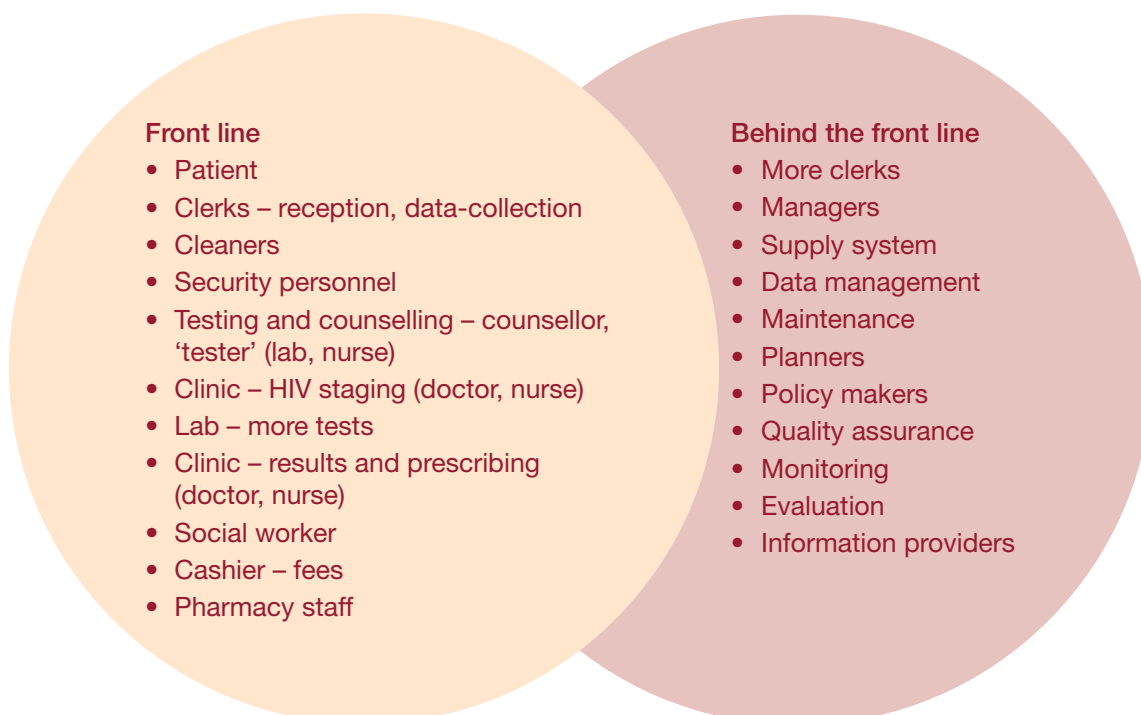 Front line
• Patient
• Clerks – reception, data-collection
• Cleaners
• Security personnel
• Testing and counselling – counsellor,
‘tester’ (lab, nurse)
• Clinic – HIV staging (doctor, nurse)
• Lab – more tests
• Clinic – results and prescribing
(doctor, nurse)
• Social worker
• Cashier – fees
• Pharmacy staff
Behind the front line
• More clerks
• Managers
• Supply system
• Data management
• Maintenance
• Planners
• Policy makers
• Quality assurance
• Monitoring
• Evaluation
• Information providers